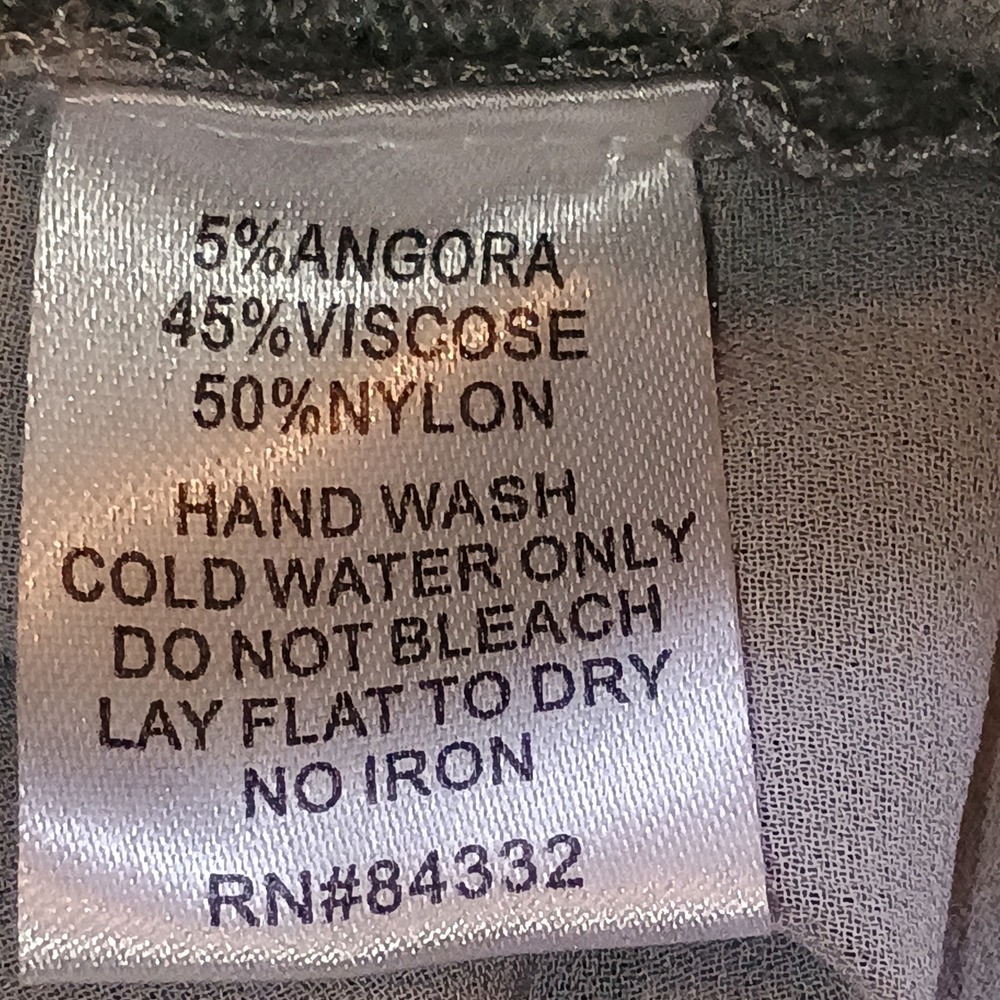 5%ANGORA
45%VISCOSE
50%NYLON
HAND WASH
COLD WATER ONLY
DO NOT BLEACH
LAY FLAT TO DRY
NO IRON
RN#84332